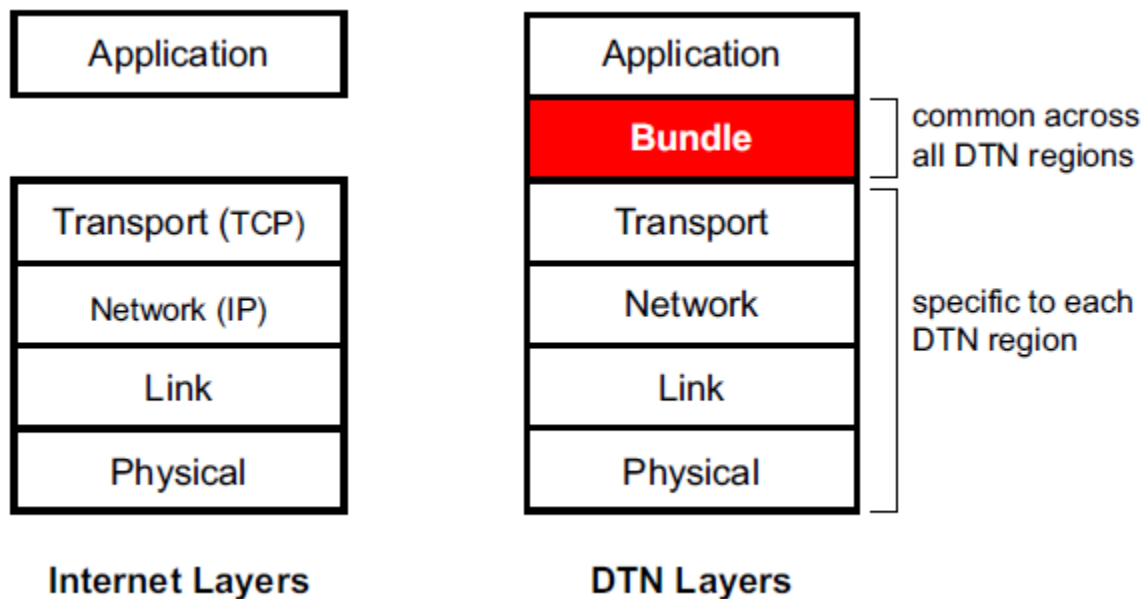 Application
Transport (TCP)
Network (IP)
Link
Physical
Internet Layers
Application
Bundle
Transport
Network
Link
Physical
DTN Layers
common across
all DTN regions
specific to each
DTN region